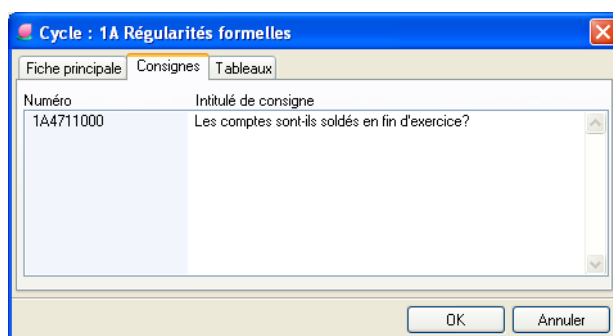 Cycle : 1A Régularités formelles
Fiche principale Consignes Tableaux
Numéro Intitulé de consigne
1A4711000 Les comptes sont-ils soldés en fin d'exercice?
OK Annuler